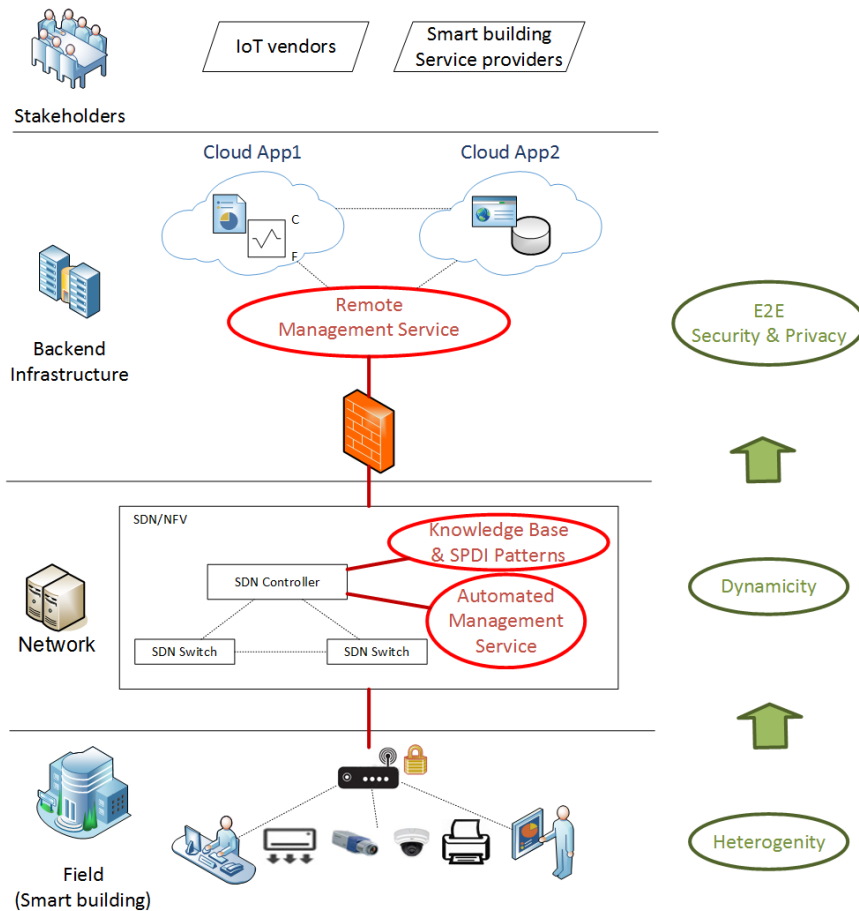 IoT vendors
Smart building
Service providers
Stakeholders
Cloud App1
Cloud App2
C
F
Remote
Management Service
E2E
Security & Privacy
Backend
Infrastructure
SDN/NFV
Knowledge Base
& SPDI Patterns
SDN Controller
Automated
Management
Service
Dynamicity
Network
SDN Switch
SDN Switch
Heterogenity
Field
(Smart building)